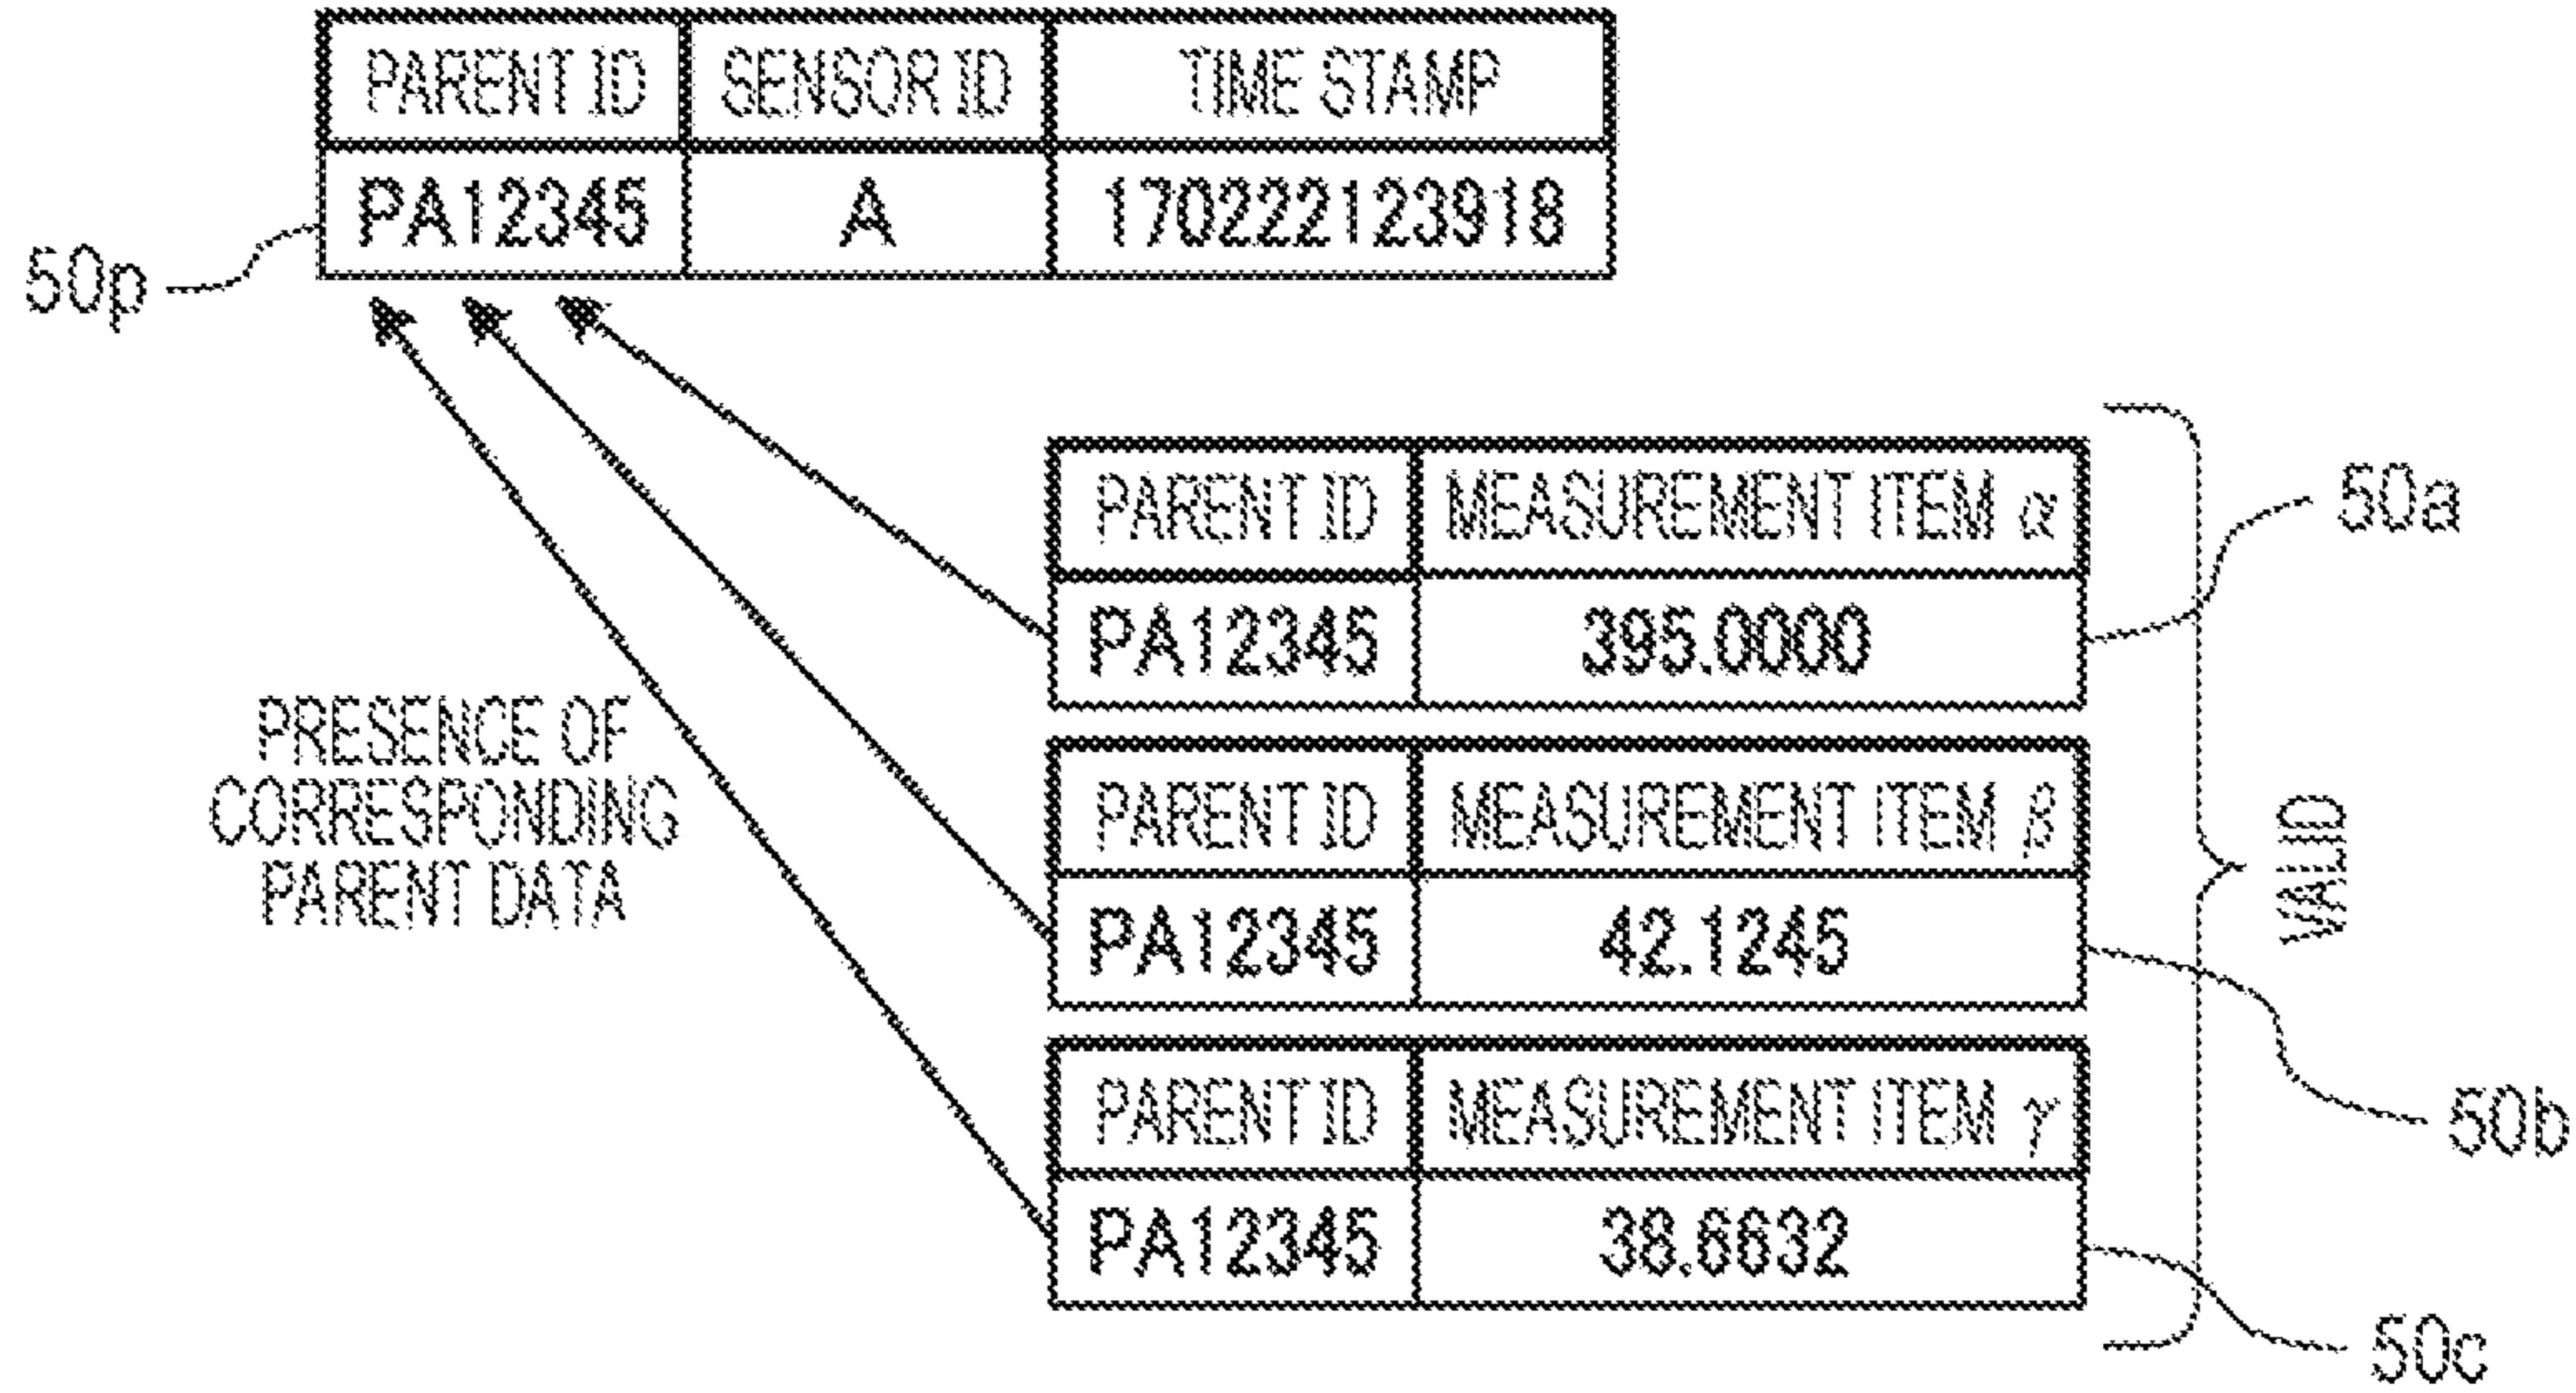 PARENT ID SENSOR ID TIME STAMP
PA12345 A 170222123918
50p
PARENT ID MEASUREMENT ITEM α
50a
PA12345 395.0000
PRESENCE OF
CORRESPONDING
PARENT DATA
PARENT ID MEASUREMENT ITEM β
VALID
PA12345 42.1245
50b
PARENT ID MEASUREMENT ITEM γ
PA12345 38.6632
50c